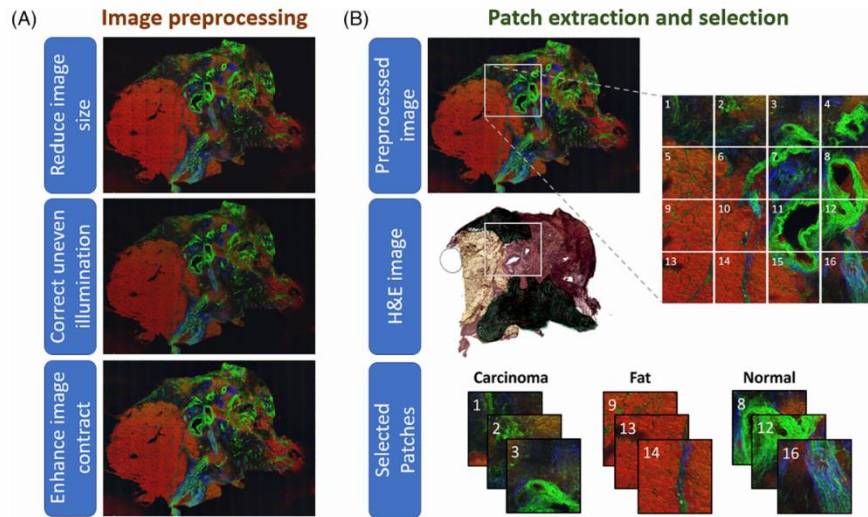 (A)
Image preprocessing
Reduce image
size
Correct uneven
illumination
Enhance image
contract
(B)
Patch extraction and selection
Preprocessed
image
1 2 3 4
5 6 7 8
9 10 11 12
13 14 15 16
H&E image
Selected
Patches
Carcinoma
1
2
3
Fat
9
13
14
Normal
8
12
16